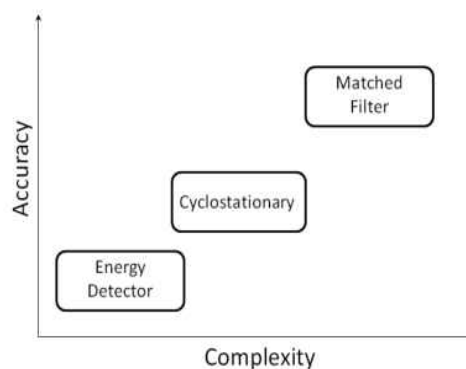 Accuracy
Matched
Filter
Cyclostationary
Energy
Detector
Complexity